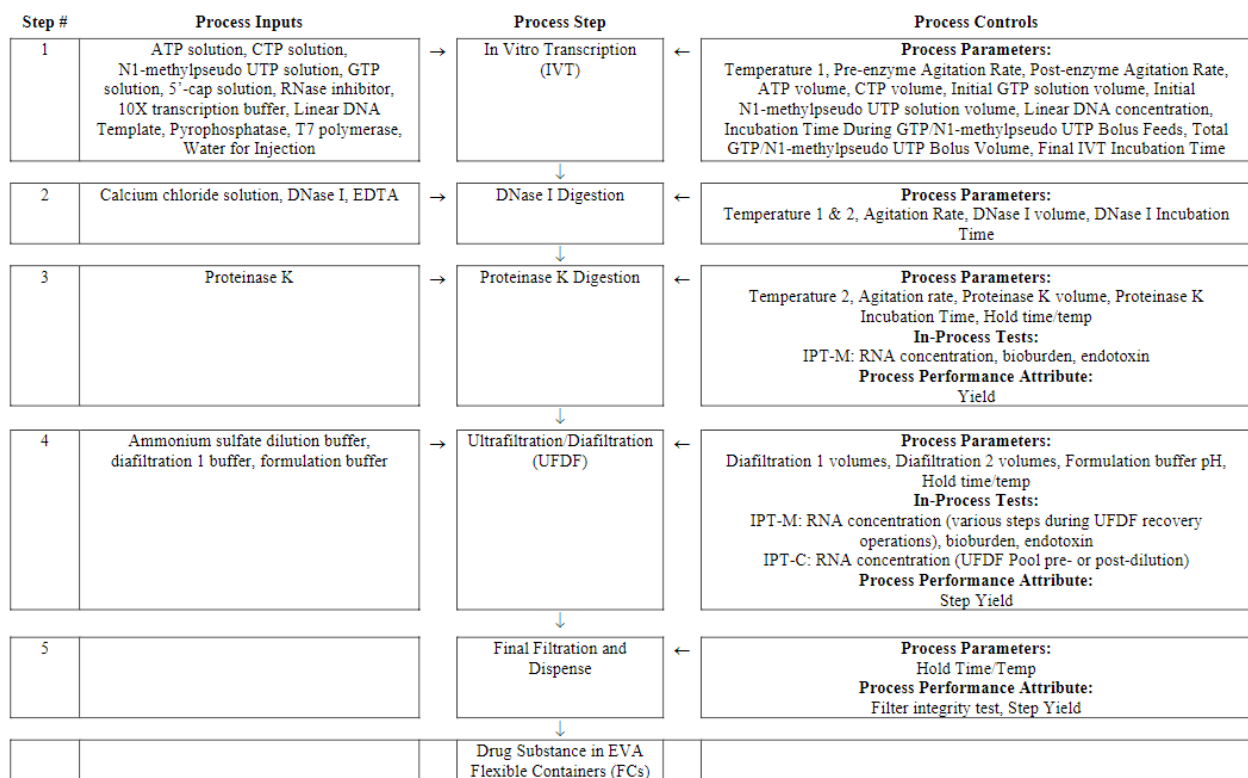 Step #
Process Inputs
Process Step
Process Controls
1
ATP solution, CTP solution,
N1-methylpseudo UTP solution, GTP
solution, 5’-cap solution, RNase inhibitor,
10X transcription buffer, Linear DNA
Template, Pyrophosphatase, T7 polymerase,
Water for Injection
→
In Vitro Transcription
(IVT)
←
Process Parameters:
Temperature 1, Pre-enzyme Agitation Rate, Post-enzyme Agitation Rate,
ATP volume, CTP volume, Initial GTP solution volume, Initial
N1-methylpseudo UTP solution volume, Linear DNA concentration,
Incubation Time During GTP/N1-methylpseudo UTP Bolus Feeds, Total
GTP/N1-methylpseudo UTP Bolus Volume, Final IVT Incubation Time
↓
2
Calcium chloride solution, DNase I, EDTA
→
DNase I Digestion
←
Process Parameters:
Temperature 1 & 2, Agitation Rate, DNase I volume, DNase I Incubation
Time
↓
3
Proteinase K
→
Proteinase K Digestion
←
Process Parameters:
Temperature 2, Agitation rate, Proteinase K volume, Proteinase K
Incubation Time, Hold time/temp
In-Process Tests:
IPT-M: RNA concentration, bioburden, endotoxin
Process Performance Attribute:
Yield
↓
4
Ammonium sulfate dilution buffer,
diafiltration 1 buffer, formulation buffer
→
Ultrafiltration/Diafiltration
(UFDF)
←
Process Parameters:
Diafiltration 1 volumes, Diafiltration 2 volumes, Formulation buffer pH,
Hold time/temp
In-Process Tests:
IPT-M: RNA concentration (various steps during UFDF recovery
operations), bioburden, endotoxin
IPT-C: RNA concentration (UFDF Pool pre- or post-dilution)
Process Performance Attribute:
Step Yield
↓
5
Final Filtration and
Dispense
←
Process Parameters:
Hold Time/Temp
Process Performance Attribute:
Filter integrity test, Step Yield
↓
Drug Substance in EVA
Flexible Containers (FCs)